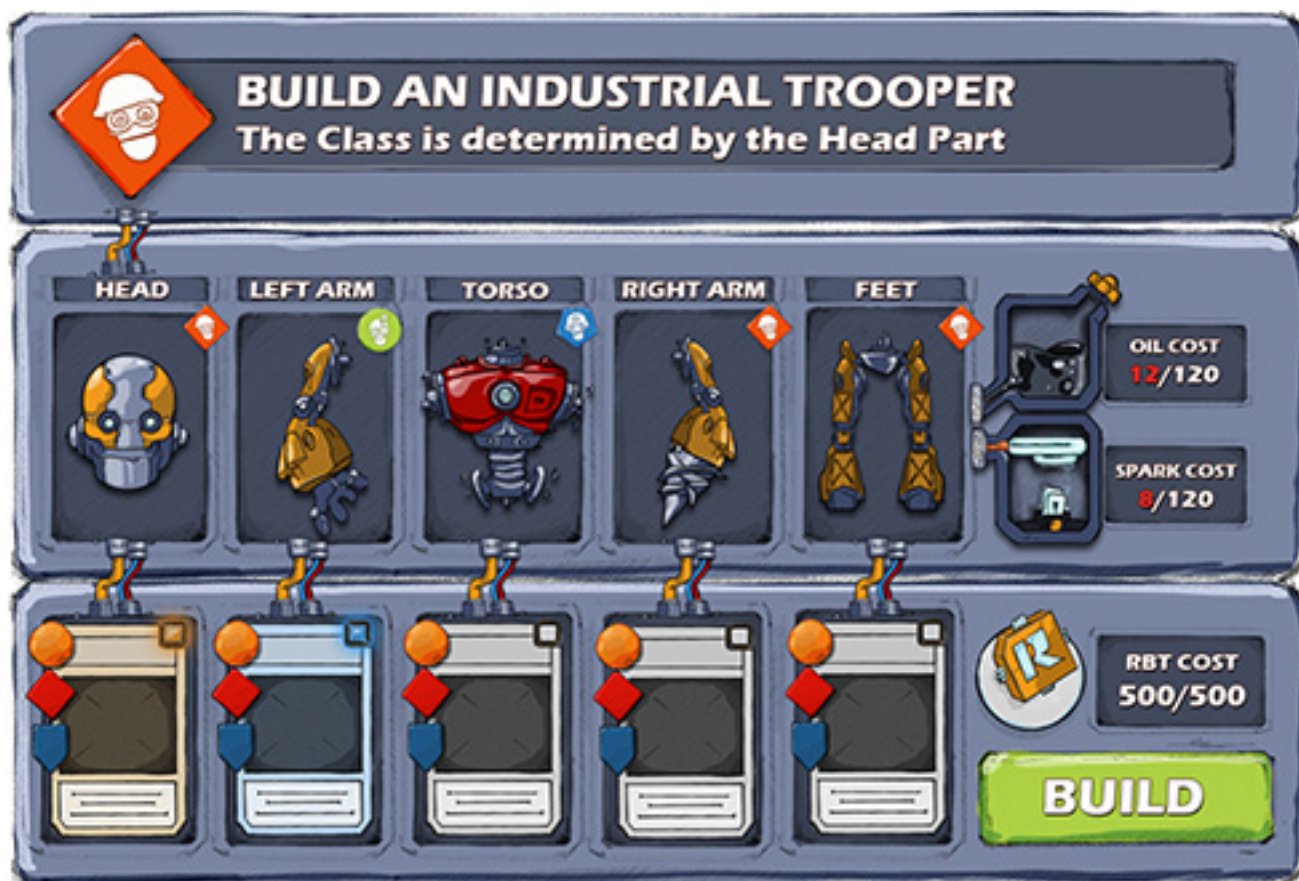 BUILD AN INDUSTRIAL TROOPER
The Class is determined by the Head Part
HEAD
LEFT ARM
TORSO
RIGHT ARM
FEET
OIL COST
12/120
SPARK COST
8/120
R
RBT COST
500/500
BUILD